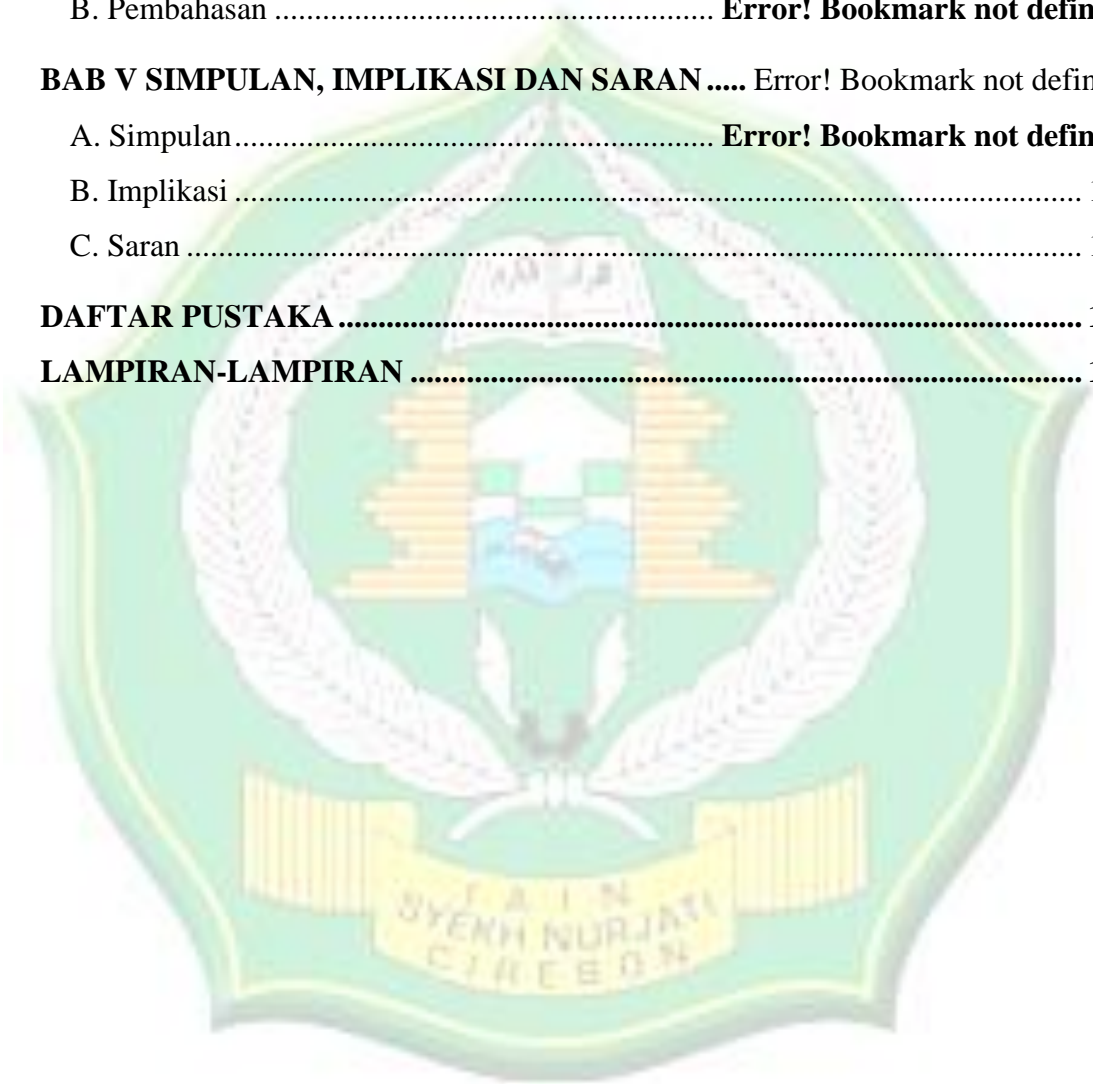 B. Pembahasan ........................................................ Error! Bookmark not defin
BAB V SIMPULAN, IMPLIKASI DAN SARAN ..... Error! Bookmark not defin
A. Simpulan ............................................................. Error! Bookmark not defin
B. Implikasi ............................................................................................................
C. Saran ..................................................................................................................
DAFTAR PUSTAKA ...............................................................................................
LAMPIRAN-LAMPIRAN ......................................................................................
IAIN
SYEKH NURJATI
CIREBON